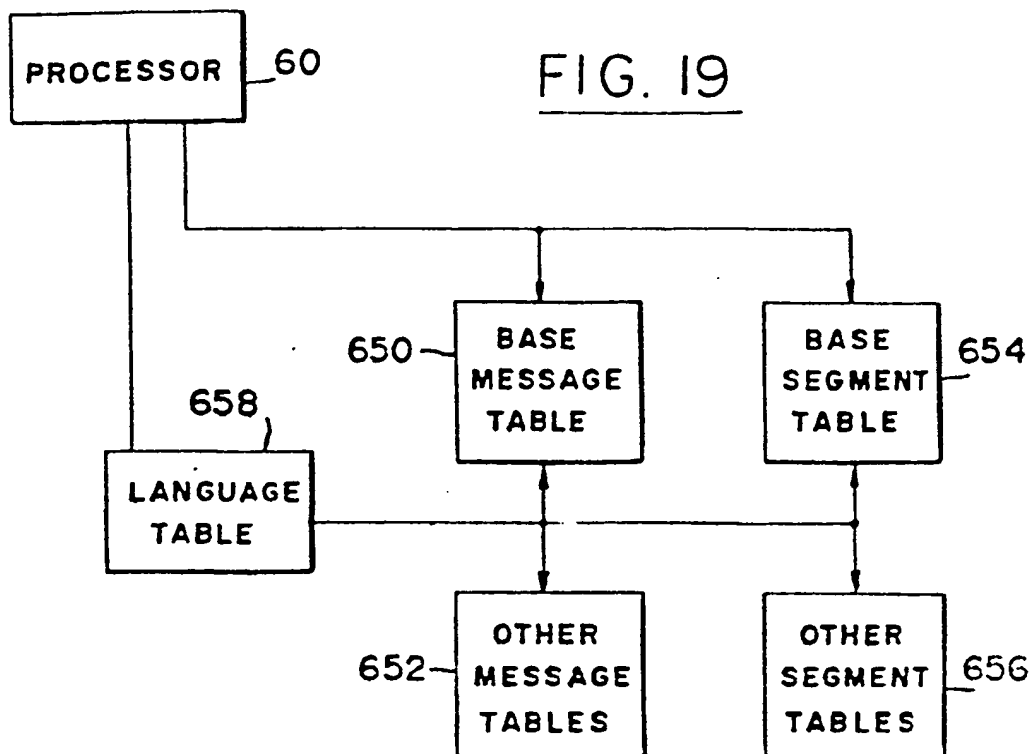 PROCESSOR
60
FIG. 19
650
BASE
MESSAGE
TABLE
BASE
SEGMENT
TABLE
654
658
LANGUAGE
TABLE
652
OTHER
MESSAGE
TABLES
OTHER
SEGMENT
TABLES
656